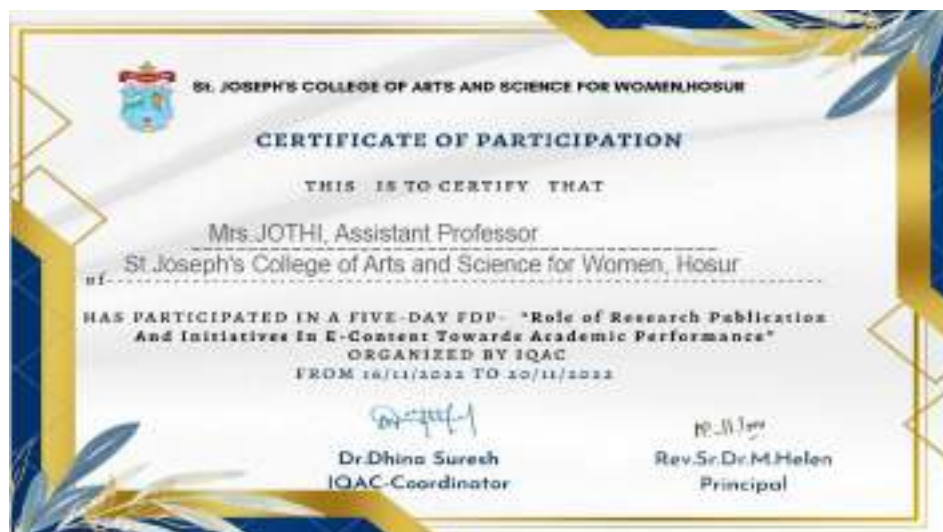 St. JOSEPH'S COLLEGE OF ARTS AND SCIENCE FOR WOMEN,HOSUR
CERTIFICATE OF PARTICIPATION
THIS IS TO CERTIFY THAT
Mrs.JOTHI, Assistant Professor
of St.Joseph's College of Arts and Science for Women, Hosur
HAS PARTICIPATED IN A FIVE-DAY FDP- "Role of Research Publication
And Initiatives In E-Content Towards Academic Performance"
ORGANIZED BY IQAC
FROM 16/11/2022 TO 20/11/2022
Dr.Dhina Suresh
IQAC-Coordinator
Rev.Sr.Dr.M.Helen
Principal